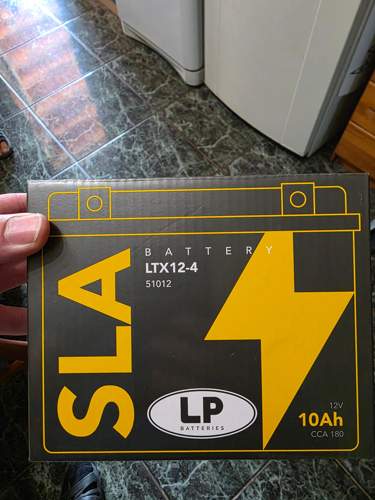 SLA
BATTERY
LTX12-4
51012
LP
BATTERIES
12V
10Ah
CCA 180